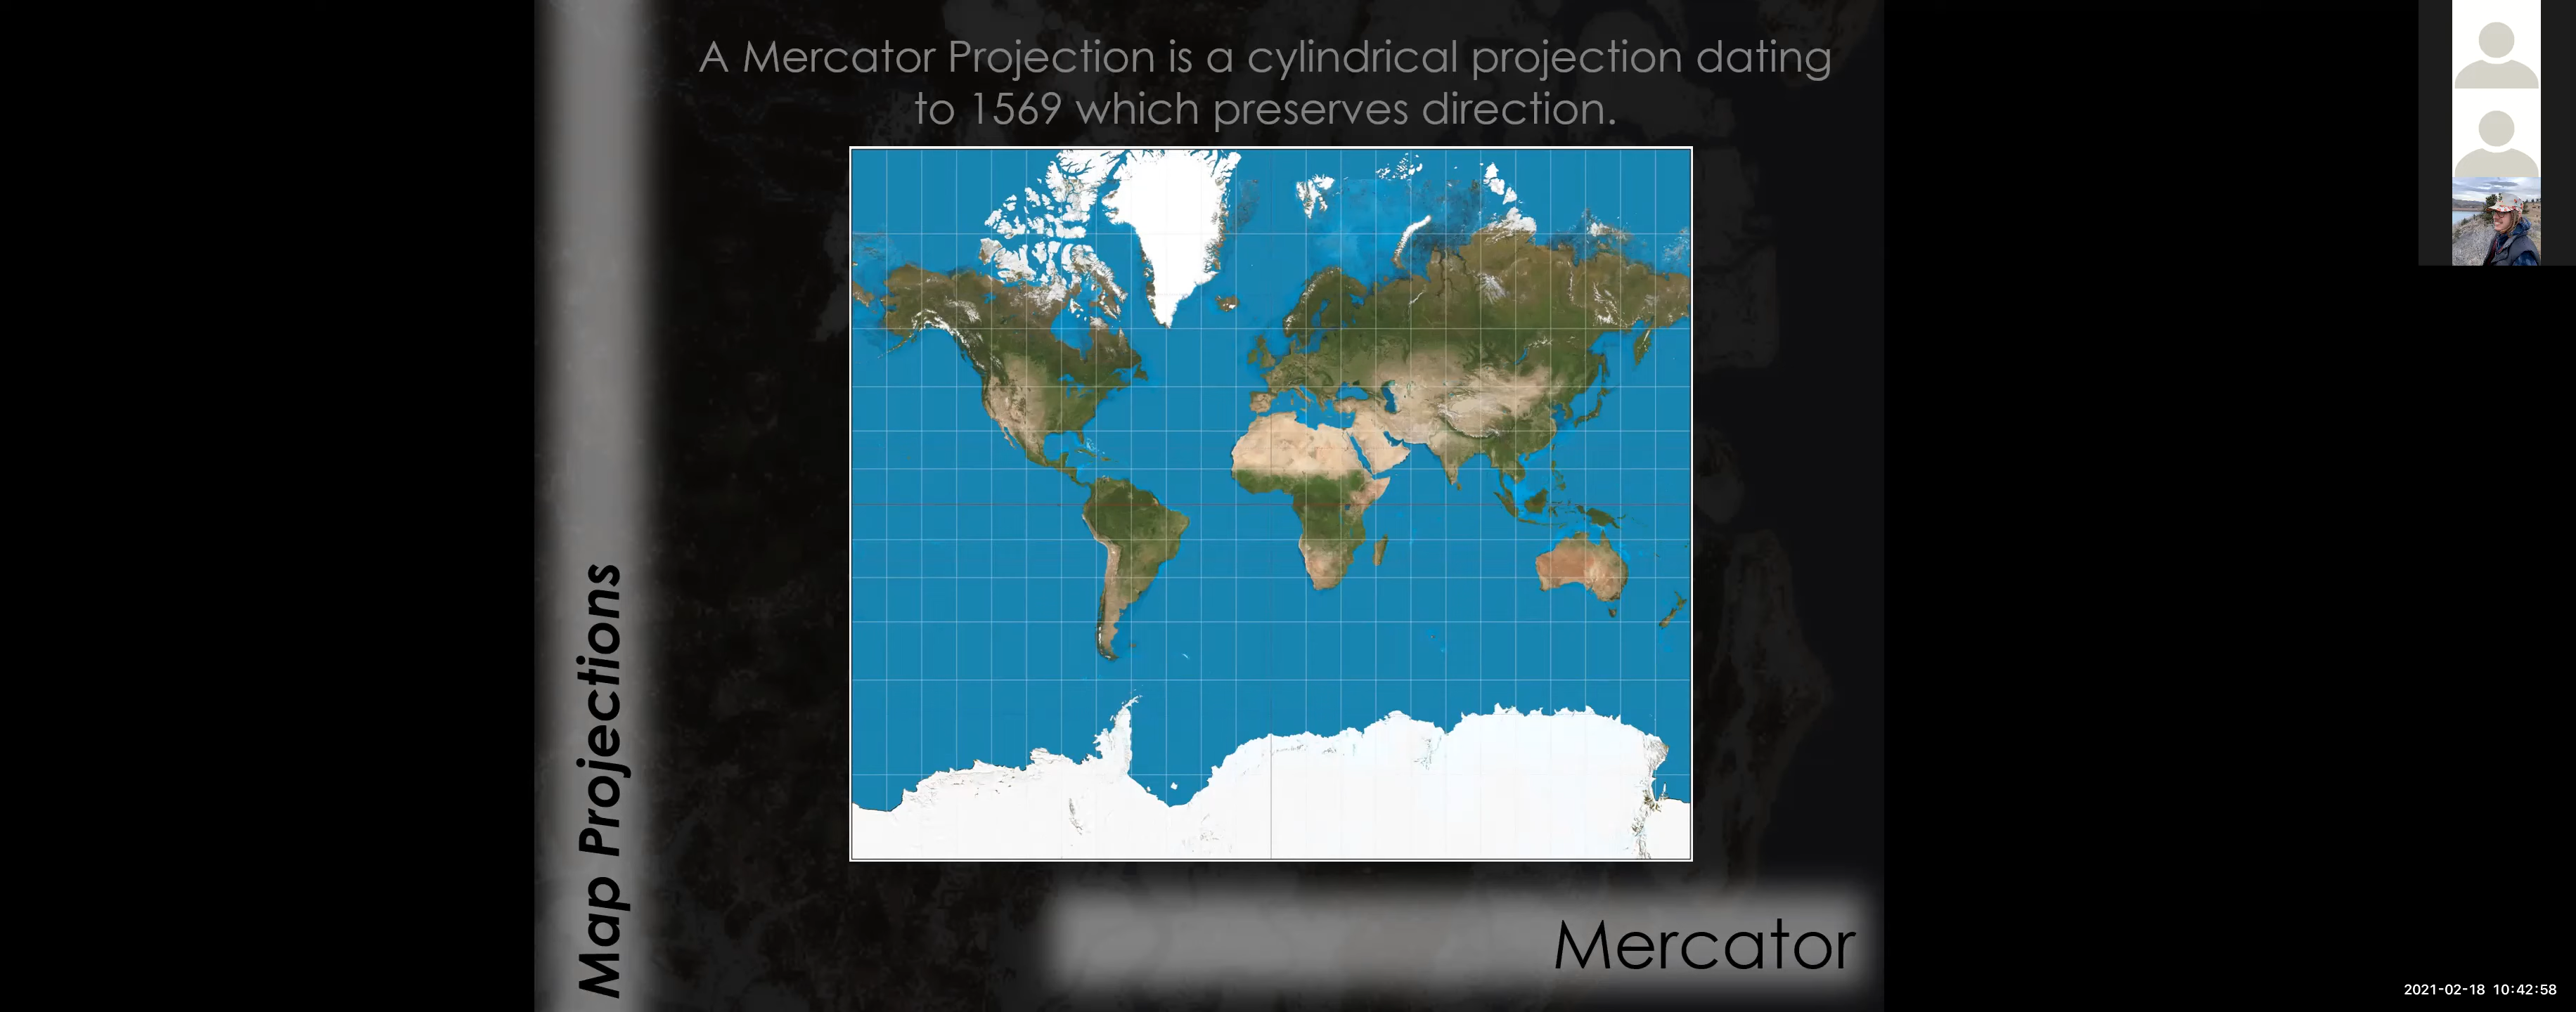 A Mercator Projection is a cylindrical projection dating
to 1569 which preserves direction.
Map Projections
Mercator
2021-02-18 10:42:58